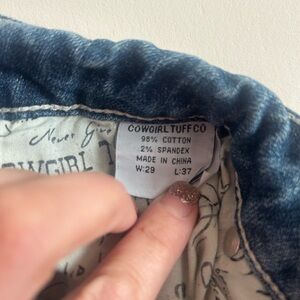 Never Give
COWGIRL T
COWGIRL TUFF CO
98% COTTON
2% SPANDEX
MADE IN CHINA
W:29 L:37